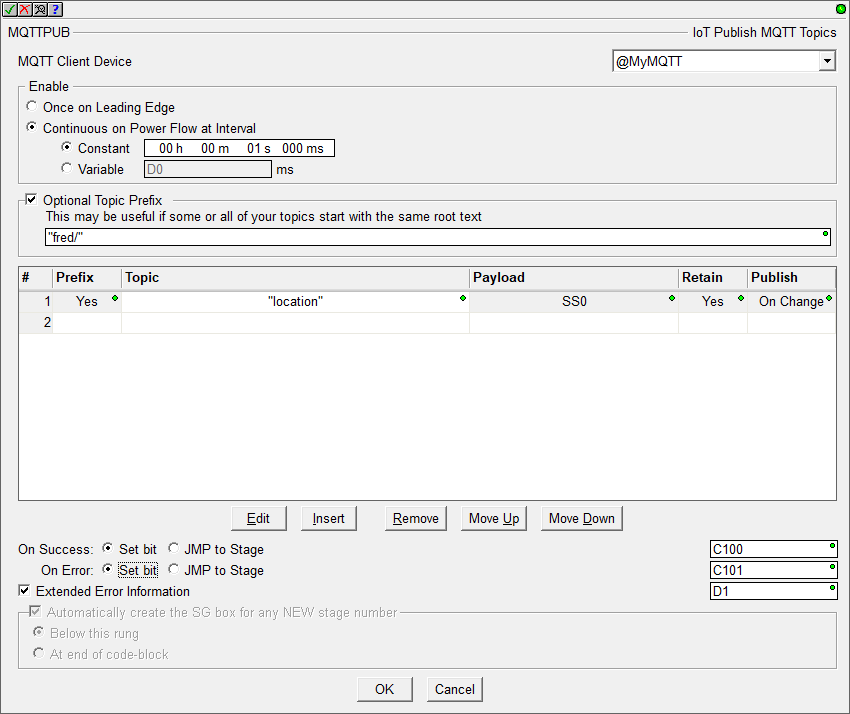 MQTTPUB IoT Publish MQTT Topics
MQTT Client Device @MyMQTT
Enable
Once on Leading Edge
Continuous on Power Flow at Interval
Constant 00 h 00 m 01 s 000 ms
Variable D0 ms
Optional Topic Prefix
This may be useful if some or all of your topics start with the same root text
"fred/"
# Prefix Topic Payload Retain Publish
1 Yes "location" SS0 Yes On Change
2
Edit Insert Remove Move Up Move Down
On Success: Set bit JMP to Stage C100
On Error: Set bit JMP to Stage C101
Extended Error Information D1
Automatically create the SG box for any NEW stage number
Below this rung
At end of code-block
OK Cancel